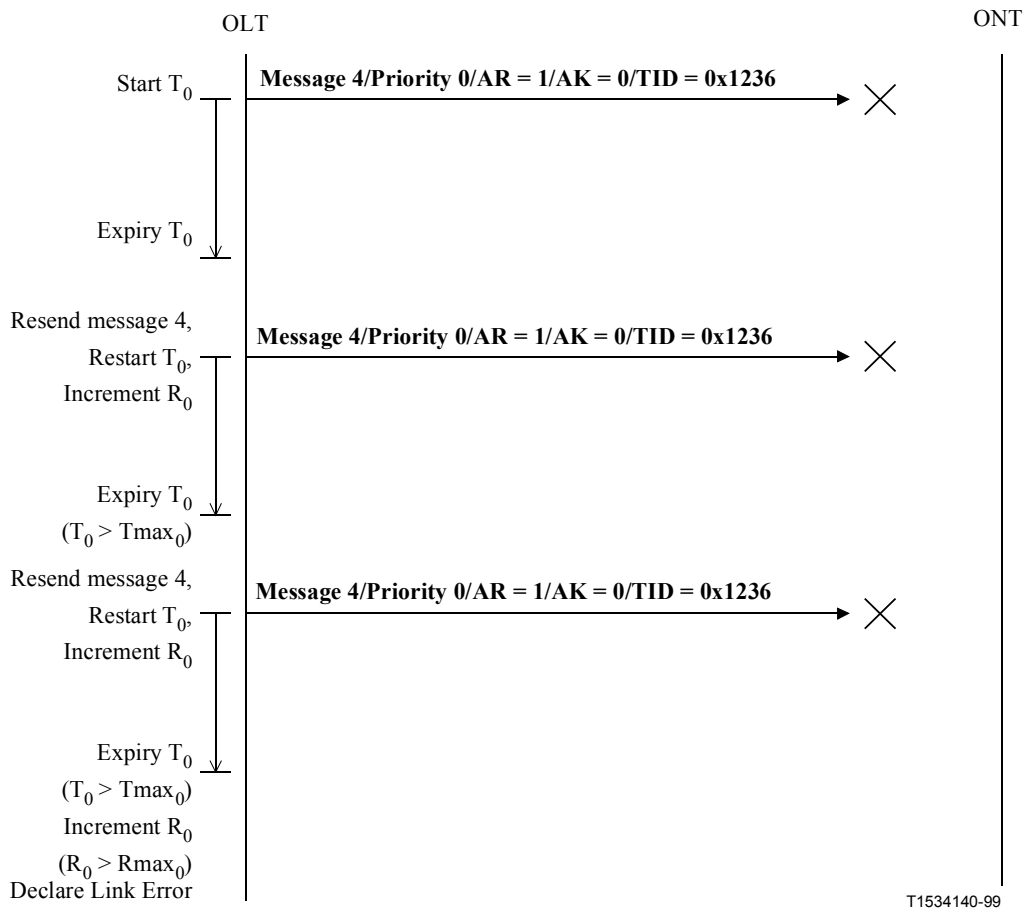 OLT
ONT
Start T0
Message 4/Priority 0/AR = 1/AK = 0/TID = 0x1236
Expiry T0
Resend message 4,
Restart T0,
Increment R0
Message 4/Priority 0/AR = 1/AK = 0/TID = 0x1236
Expiry T0
(T0 > Tmax0)
Resend message 4,
Restart T0,
Increment R0
Message 4/Priority 0/AR = 1/AK = 0/TID = 0x1236
Expiry T0
(T0 > Tmax0)
Increment R0
(R0 > Rmax0)
Declare Link Error
T1534140-99